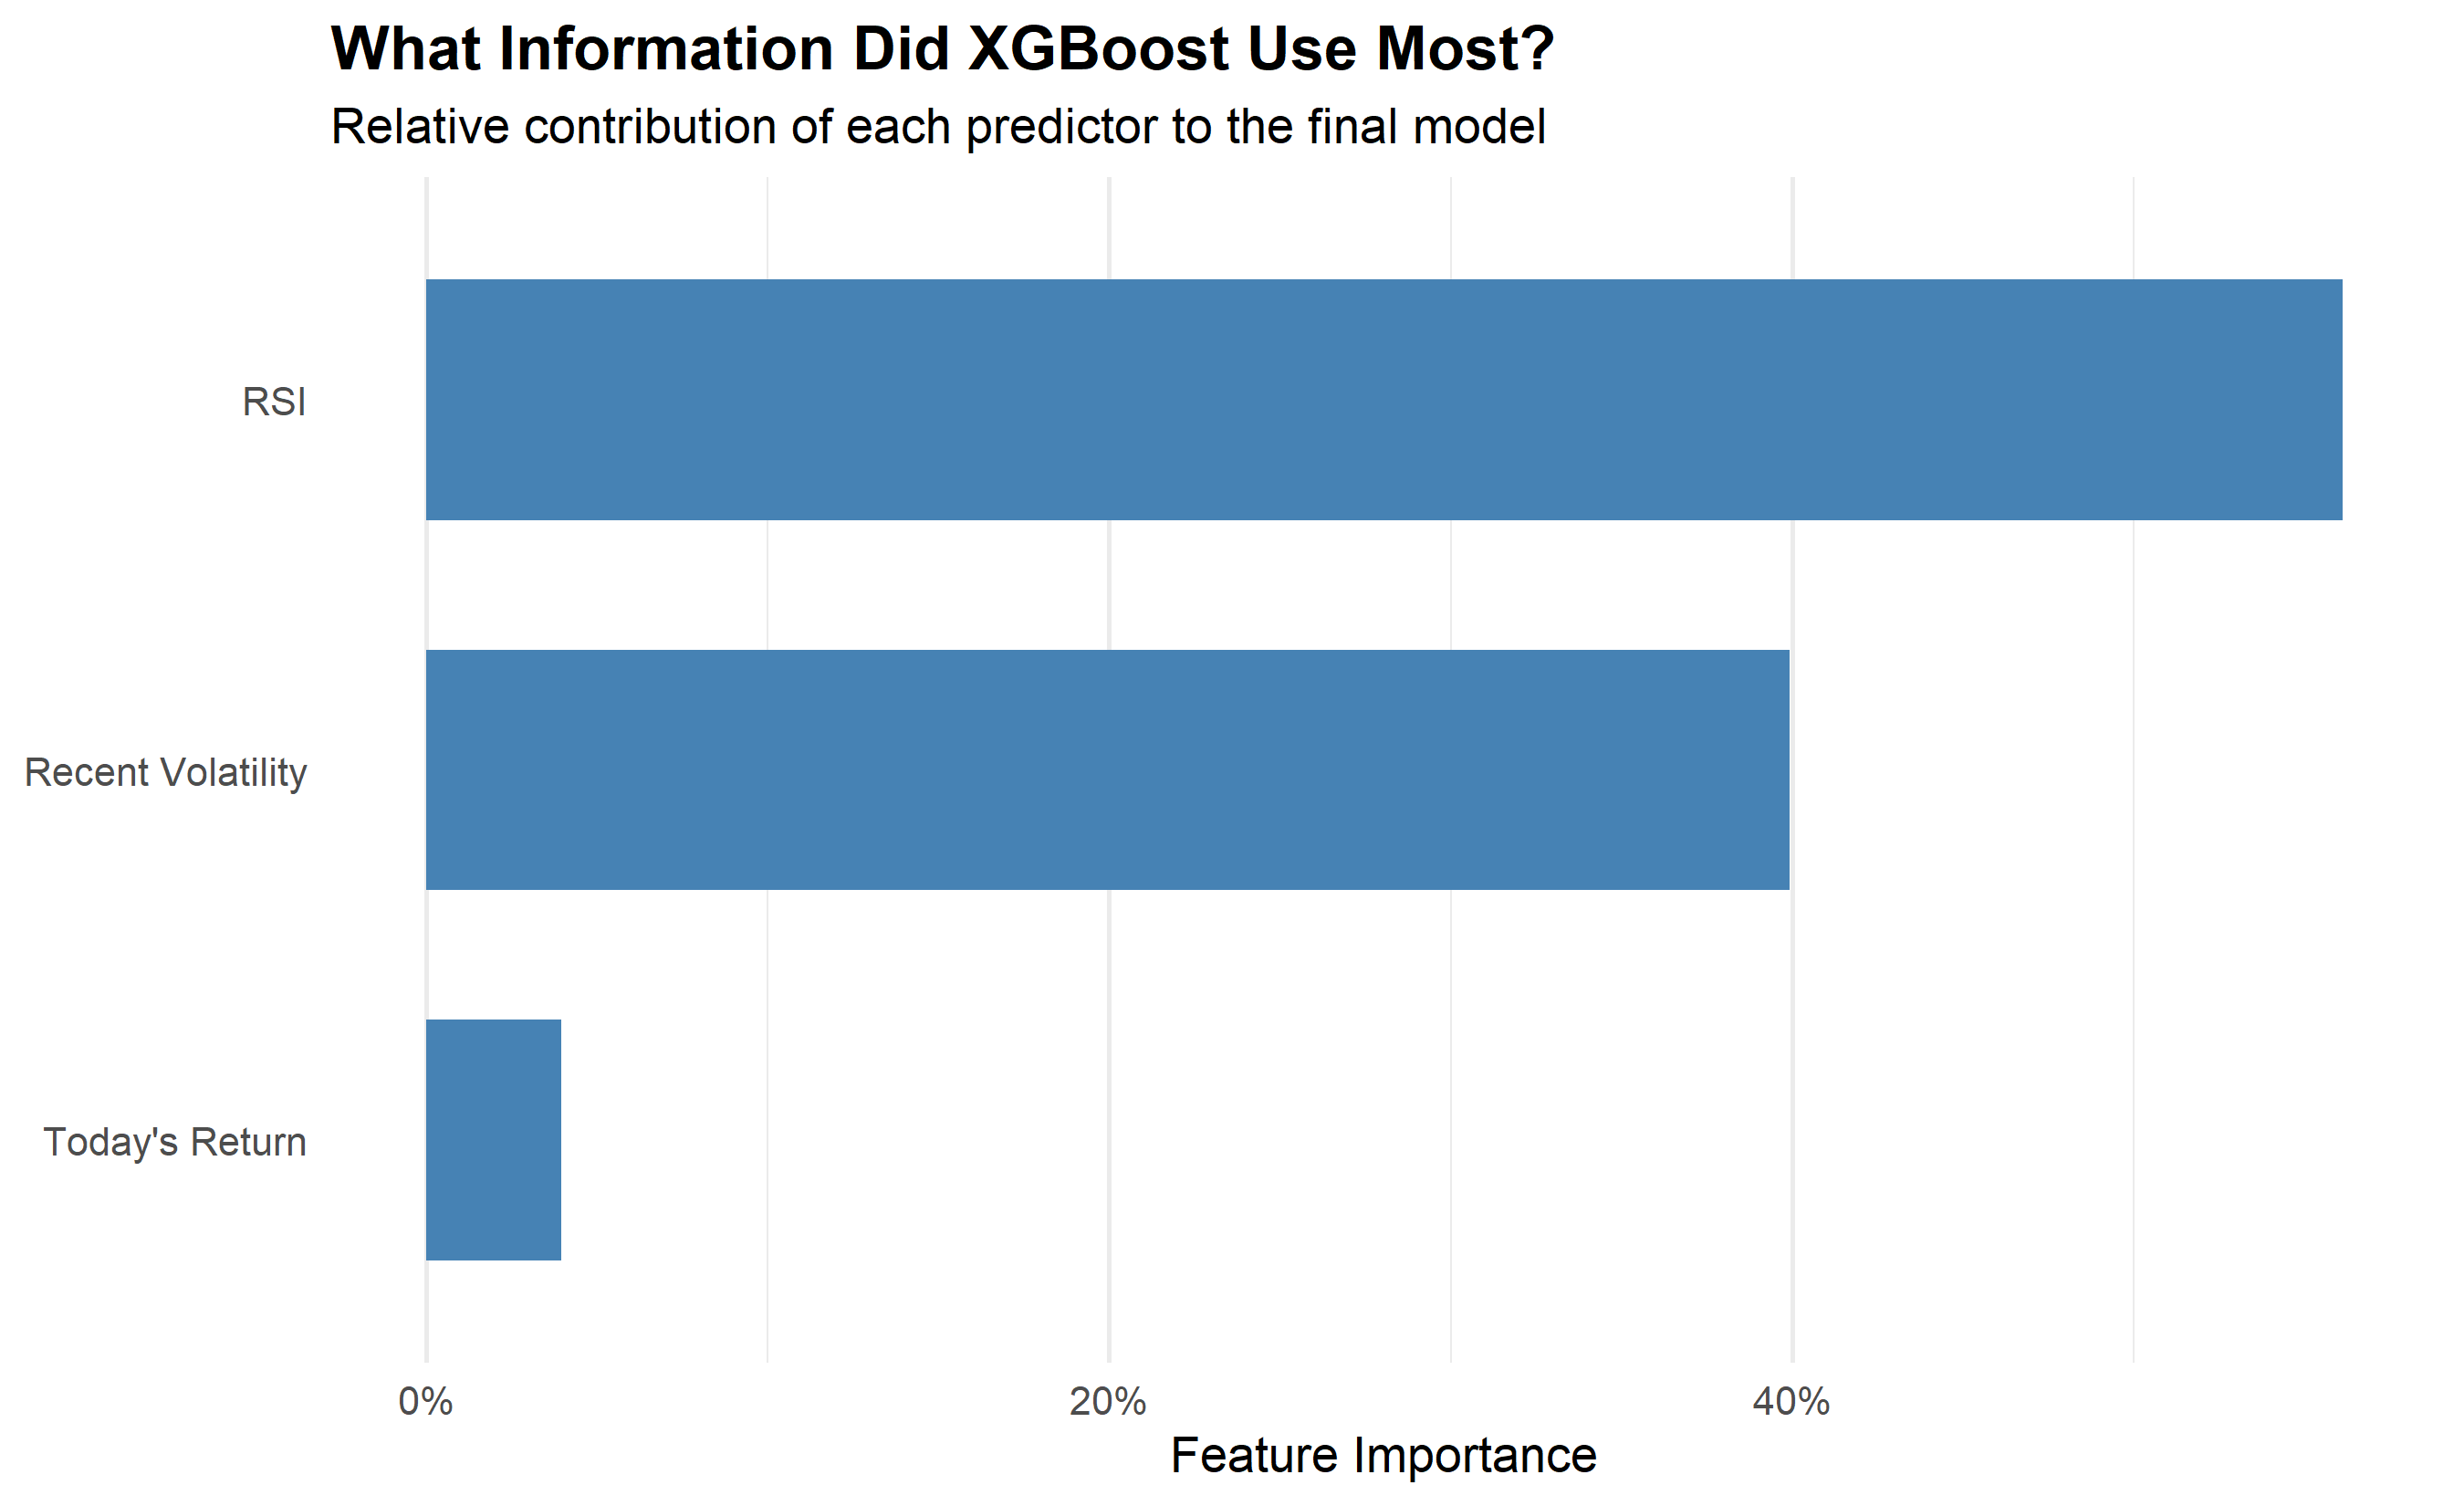 What Information Did XGBoost Use Most?
Relative contribution of each predictor to the final model
RSI
Recent Volatility
Today's Return
0%
20%
40%
Feature Importance